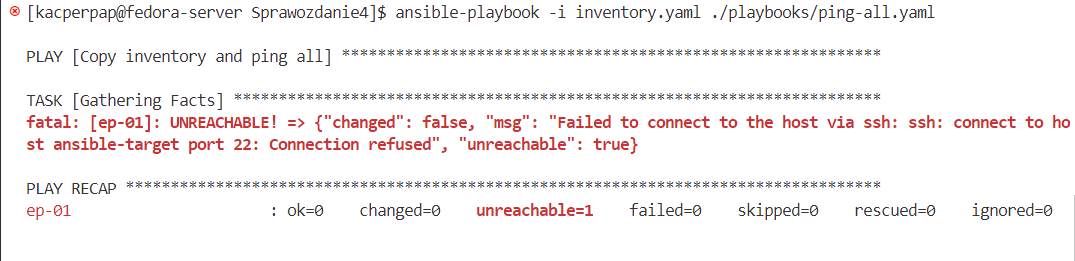 [kacperpap@fedora-server Sprawozdanie4]$ ansible-playbook -i inventory.yaml ./playbooks/ping-all.yaml
PLAY [Copy inventory and ping all] ************************************************************
TASK [Gathering Facts] ************************************************************************
fatal: [ep-01]: UNREACHABLE! => {"changed": false, "msg": "Failed to connect to the host via ssh: ssh: connect to ho
st ansible-target port 22: Connection refused", "unreachable": true}
PLAY RECAP ************************************************************************************
ep-01                      : ok=0    changed=0    unreachable=1    failed=0    skipped=0    rescued=0    ignored=0